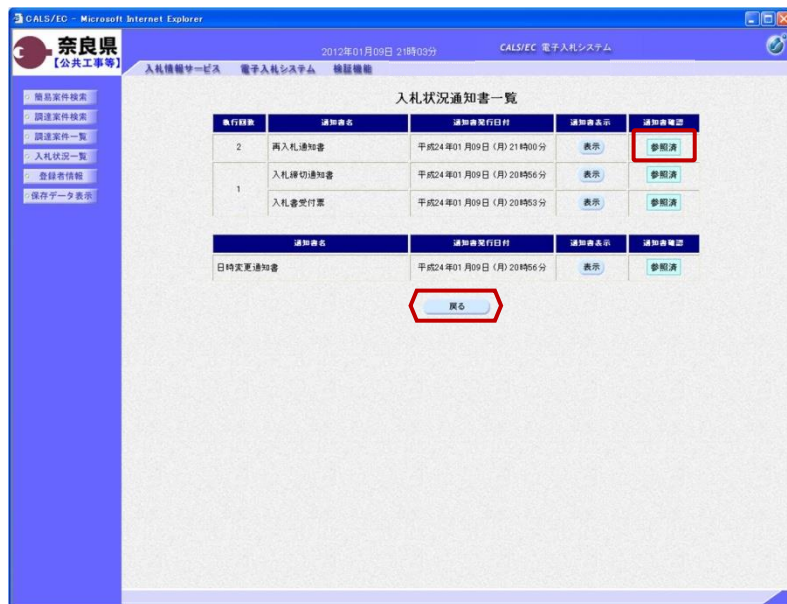 CALS/EC - Microsoft Internet Explorer
奈良県
【公共工事等】
2012年01月09日 21時03分
CALS/EC 電子入札システム
入札情報サービス 電子入札システム 検証機能
簡易案件検索
調達案件検索
調達案件一覧
入札状況一覧
登録者情報
保存データ表示
入札状況通知書一覧
執行回数 通知書名 通知書発行日付 通知書表示 通知書確認
2 再入札通知書 平成24年01月09日 (月) 21時00分 表示 参照済
1 入札締切通知書 平成24年01月09日 (月) 20時56分 表示 参照済
入札書受付票 平成24年01月09日 (月) 20時53分 表示 参照済
通知書名 通知書発行日付 通知書表示 通知書確認
日時変更通知書 平成24年01月09日 (月) 20時56分 表示 参照済
戻る